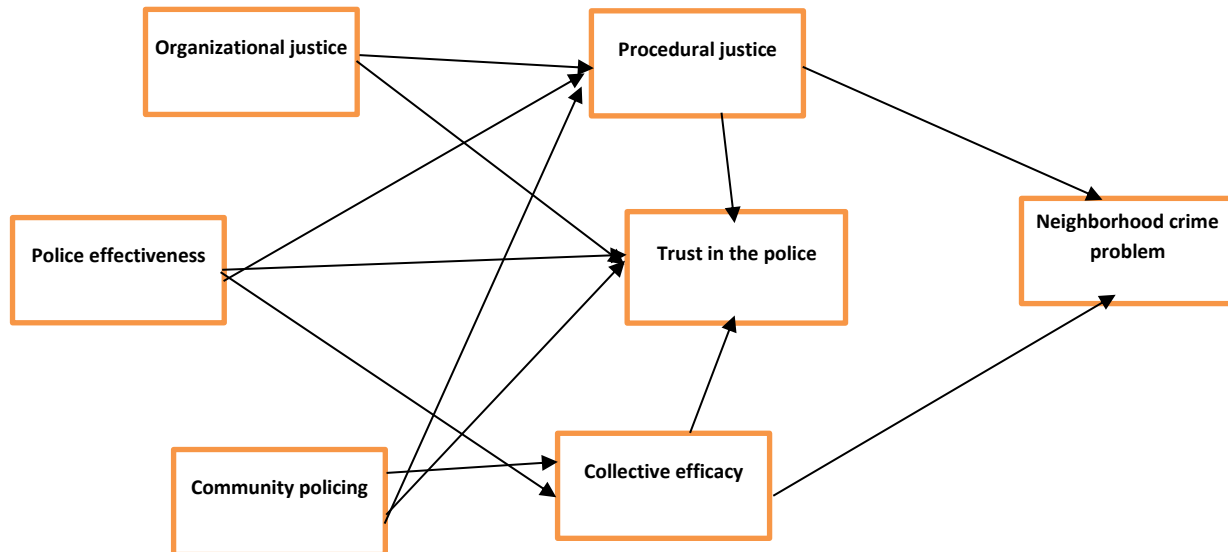 Organizational justice
Procedural justice
Police effectiveness
Trust in the police
Neighborhood crime
problem
Community policing
Collective efficacy